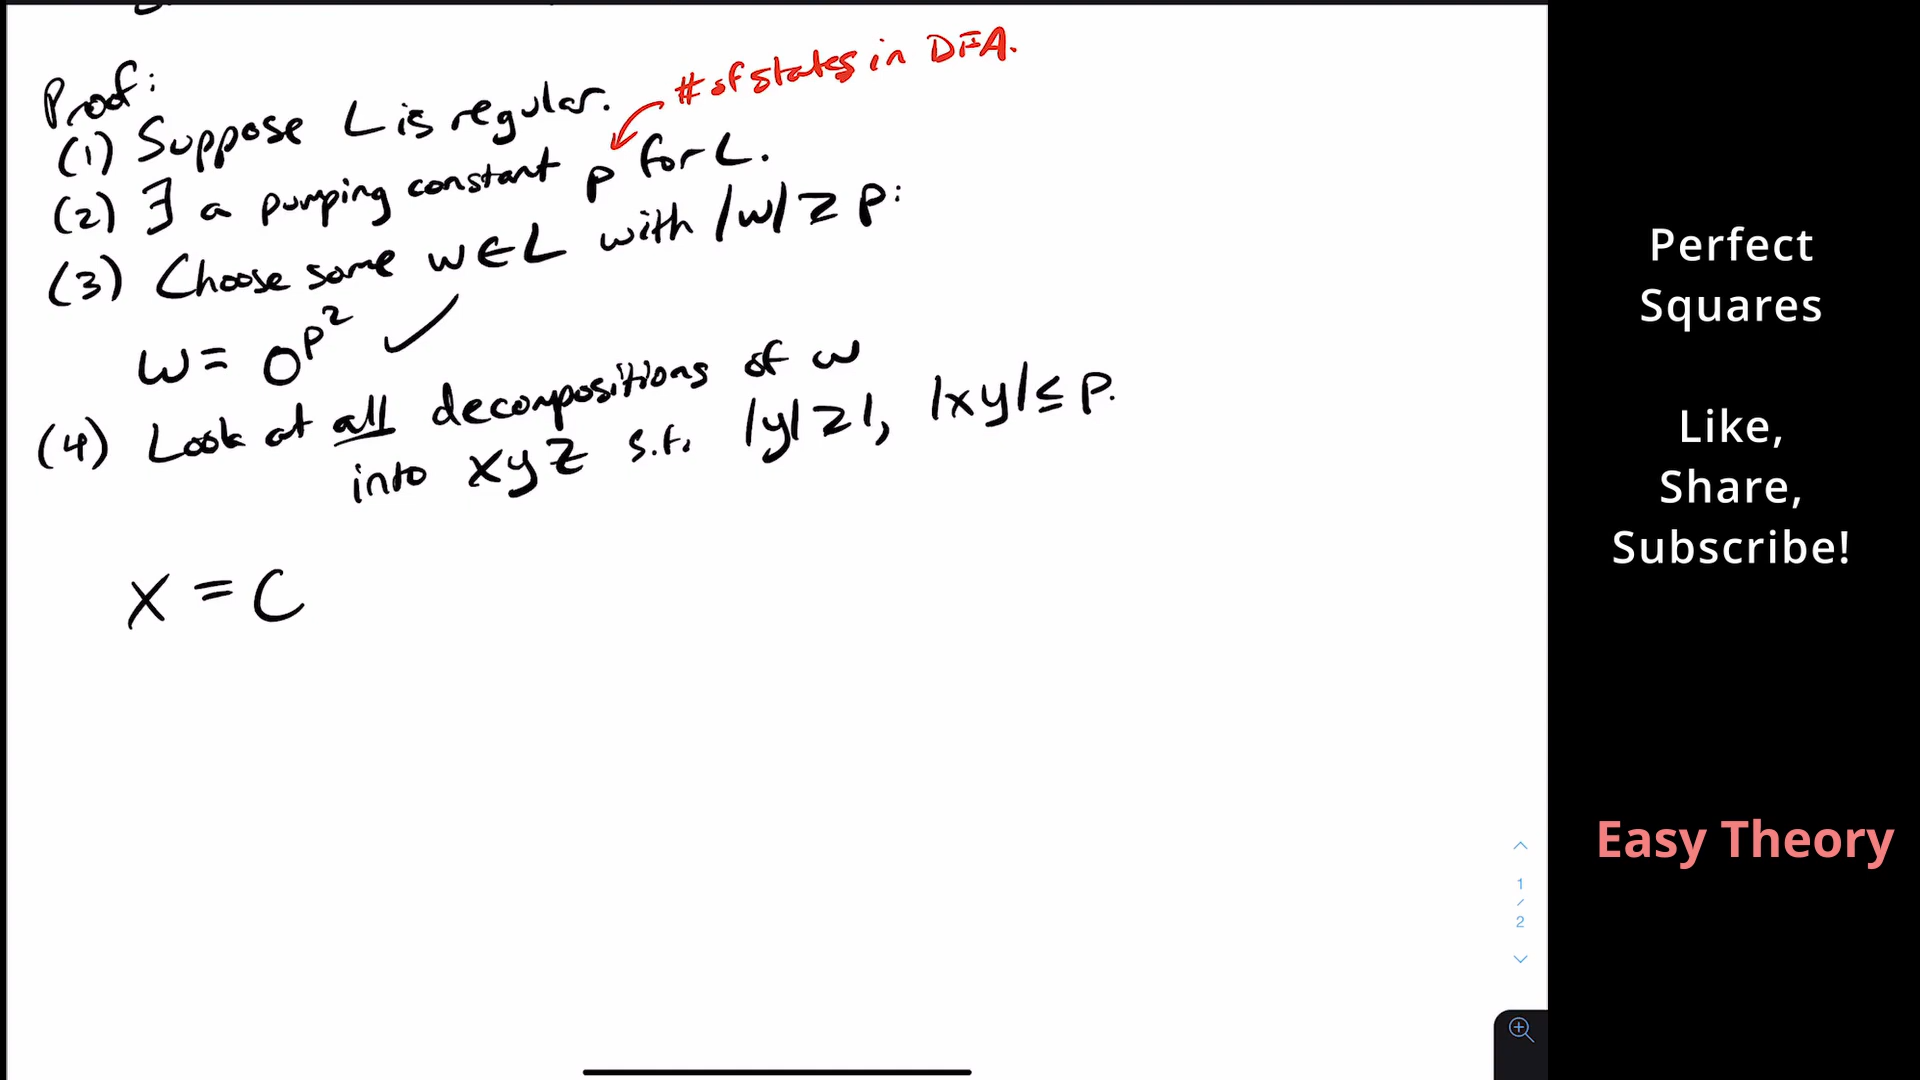 Proof:
# of states in DFA.
(1) Suppose L is regular.
(2) ∃ a pumping constant p for L.
(3) Choose some w ∈ L with |w| ≥ p:
w = 0^{p^2} ✓
(4) Look at all decompositions of w
into xyz s.t. |y| ≥ 1, |xy| ≤ p.
x = C
Perfect
Squares
Like,
Share,
Subscribe!
Easy Theory
1
/
2